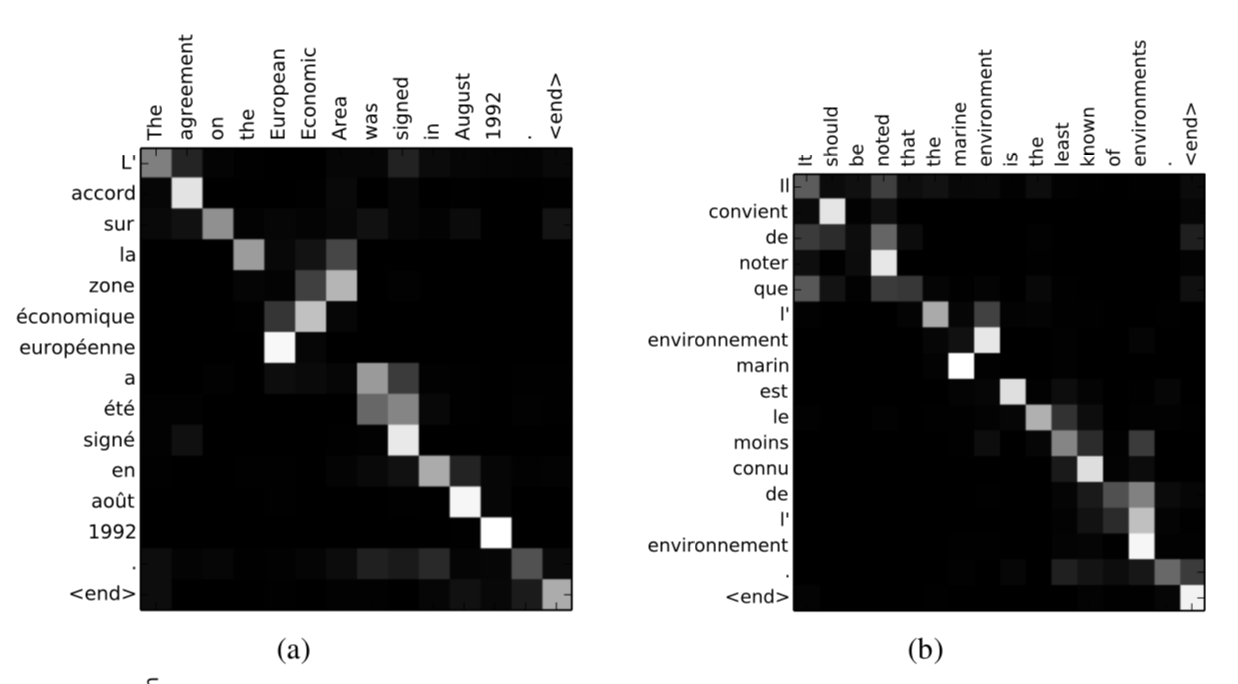 The
agreement
on
the
European
Economic
Area
was
signed
in
August
1992
.
<end>
L'
accord
sur
la
zone
économique
européenne
a
été
signé
en
août
1992
.
<end>
(a)
It
should
be
noted
that
the
marine
environment
is
the
least
known
of
environments
.
<end>
Il
convient
de
noter
que
l'
environnement
marin
est
le
moins
connu
de
l'
environnement
.
<end>
(b)